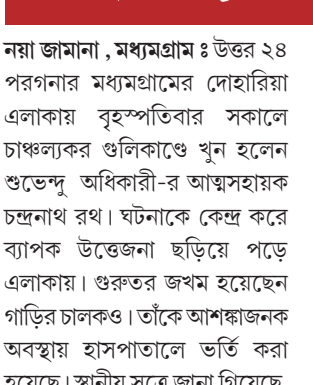 নয়া জামানা , মধ্যমগ্রাম ঃ উত্তর ২৪
পরগনার মধ্যমগ্রামের দোহারিয়া
এলাকায় বৃহস্পতিবার সকালে
চাঞ্চল্যকর গুলিকাণ্ডে খুন হলেন
শুভেন্দু অধিকারী-র আত্মসহায়ক
চন্দ্রনাথ রথ। ঘটনাকে কেন্দ্র করে
ব্যাপক উত্তেজনা ছড়িয়ে পড়ে
এলাকায়। গুরুতর জখম হয়েছেন
গাড়ির চালকও। তাঁকে আশঙ্কাজনক
অবস্থায় হাসপাতালে ভর্তি করা
হয়েছে। স্থানীয় সূত্রে জানা গিয়েছে,